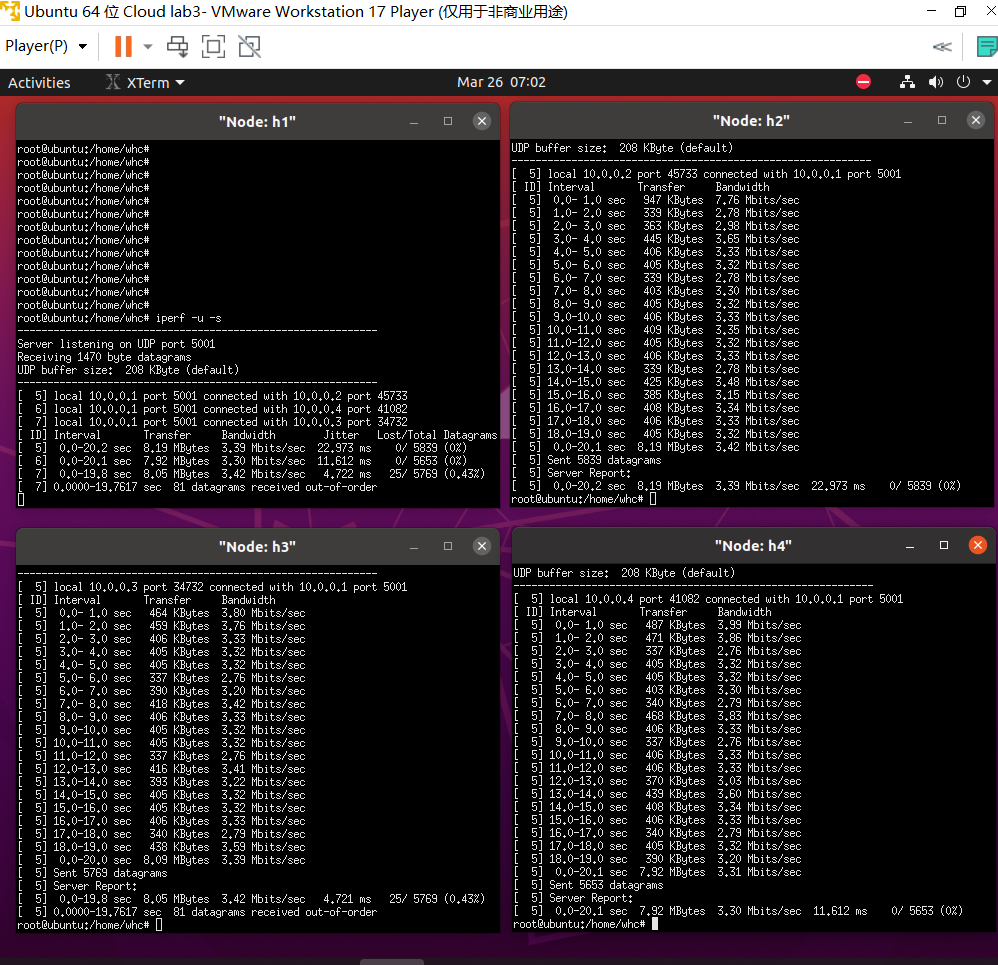 Ubuntu 64 位 Cloud lab3- VMware Workstation 17 Player (仅用于非商业用途)
Player(P)
Activities XTerm Mar 26 07:02
"Node: h1"
root@ubuntu:/home/whc#
root@ubuntu:/home/whc#
root@ubuntu:/home/whc#
root@ubuntu:/home/whc#
root@ubuntu:/home/whc#
root@ubuntu:/home/whc#
root@ubuntu:/home/whc#
root@ubuntu:/home/whc#
root@ubuntu:/home/whc#
root@ubuntu:/home/whc#
root@ubuntu:/home/whc#
root@ubuntu:/home/whc#
root@ubuntu:/home/whc#
root@ubuntu:/home/whc# iperf -u -s
------------------------------------------------------------
Server listening on UDP port 5001
Receiving 1470 byte datagrams
UDP buffer size:  208 KByte (default)
------------------------------------------------------------
[  5] local 10.0.0.1 port 5001 connected with 10.0.0.2 port 45733
[  6] local 10.0.0.1 port 5001 connected with 10.0.0.4 port 41082
[  7] local 10.0.0.1 port 5001 connected with 10.0.0.3 port 34732
[ ID] Interval       Transfer     Bandwidth        Jitter   Lost/Total Datagrams
[  5]  0.0-20.2 sec  8.19 MBytes  3.39 Mbits/sec  22.973 ms    0/ 5839 (0%)
[  6]  0.0-20.1 sec  7.92 MBytes  3.30 Mbits/sec  11.612 ms    0/ 5653 (0%)
[  7]  0.0-19.8 sec  8.05 MBytes  3.42 Mbits/sec   4.722 ms   25/ 5769 (0.43%)
[  7] 0.0000-19.7617 sec  81 datagrams received out-of-order
"Node: h2"
UDP buffer size:  208 KByte (default)
------------------------------------------------------------
[  5] local 10.0.0.2 port 45733 connected with 10.0.0.1 port 5001
[ ID] Interval       Transfer     Bandwidth
[  5]  0.0- 1.0 sec   947 KBytes  7.76 Mbits/sec
[  5]  1.0- 2.0 sec   339 KBytes  2.78 Mbits/sec
[  5]  2.0- 3.0 sec   363 KBytes  2.98 Mbits/sec
[  5]  3.0- 4.0 sec   445 KBytes  3.65 Mbits/sec
[  5]  4.0- 5.0 sec   406 KBytes  3.33 Mbits/sec
[  5]  5.0- 6.0 sec   405 KBytes  3.32 Mbits/sec
[  5]  6.0- 7.0 sec   339 KBytes  2.78 Mbits/sec
[  5]  7.0- 8.0 sec   403 KBytes  3.30 Mbits/sec
[  5]  8.0- 9.0 sec   405 KBytes  3.32 Mbits/sec
[  5]  9.0-10.0 sec   406 KBytes  3.33 Mbits/sec
[  5] 10.0-11.0 sec   409 KBytes  3.35 Mbits/sec
[  5] 11.0-12.0 sec   405 KBytes  3.32 Mbits/sec
[  5] 12.0-13.0 sec   406 KBytes  3.33 Mbits/sec
[  5] 13.0-14.0 sec   339 KBytes  2.78 Mbits/sec
[  5] 14.0-15.0 sec   425 KBytes  3.48 Mbits/sec
[  5] 15.0-16.0 sec   385 KBytes  3.15 Mbits/sec
[  5] 16.0-17.0 sec   408 KBytes  3.34 Mbits/sec
[  5] 17.0-18.0 sec   406 KBytes  3.33 Mbits/sec
[  5] 18.0-19.0 sec   405 KBytes  3.32 Mbits/sec
[  5]  0.0-20.1 sec  8.19 MBytes  3.42 Mbits/sec
[  5] Sent 5839 datagrams
[  5] Server Report:
[  5]  0.0-20.2 sec  8.19 MBytes  3.39 Mbits/sec  22.973 ms    0/ 5839 (0%)
root@ubuntu:/home/whc#
"Node: h3"
------------------------------------------------------------
[  5] local 10.0.0.3 port 34732 connected with 10.0.0.1 port 5001
[ ID] Interval       Transfer     Bandwidth
[  5]  0.0- 1.0 sec   464 KBytes  3.80 Mbits/sec
[  5]  1.0- 2.0 sec   459 KBytes  3.76 Mbits/sec
[  5]  2.0- 3.0 sec   406 KBytes  3.33 Mbits/sec
[  5]  3.0- 4.0 sec   405 KBytes  3.32 Mbits/sec
[  5]  4.0- 5.0 sec   405 KBytes  3.32 Mbits/sec
[  5]  5.0- 6.0 sec   337 KBytes  2.76 Mbits/sec
[  5]  6.0- 7.0 sec   390 KBytes  3.20 Mbits/sec
[  5]  7.0- 8.0 sec   418 KBytes  3.42 Mbits/sec
[  5]  8.0- 9.0 sec   406 KBytes  3.33 Mbits/sec
[  5]  9.0-10.0 sec   405 KBytes  3.32 Mbits/sec
[  5] 10.0-11.0 sec   405 KBytes  3.32 Mbits/sec
[  5] 11.0-12.0 sec   337 KBytes  2.76 Mbits/sec
[  5] 12.0-13.0 sec   416 KBytes  3.41 Mbits/sec
[  5] 13.0-14.0 sec   393 KBytes  3.22 Mbits/sec
[  5] 14.0-15.0 sec   405 KBytes  3.32 Mbits/sec
[  5] 15.0-16.0 sec   405 KBytes  3.32 Mbits/sec
[  5] 16.0-17.0 sec   406 KBytes  3.33 Mbits/sec
[  5] 17.0-18.0 sec   340 KBytes  2.79 Mbits/sec
[  5] 18.0-19.0 sec   438 KBytes  3.59 Mbits/sec
[  5]  0.0-20.0 sec  8.09 MBytes  3.39 Mbits/sec
[  5] Sent 5769 datagrams
[  5] Server Report:
[  5]  0.0-19.8 sec  8.05 MBytes  3.42 Mbits/sec   4.721 ms   25/ 5769 (0.43%)
[  5] 0.0000-19.7617 sec  81 datagrams received out-of-order
root@ubuntu:/home/whc#
"Node: h4"
UDP buffer size:  208 KByte (default)
------------------------------------------------------------
[  5] local 10.0.0.4 port 41082 connected with 10.0.0.1 port 5001
[ ID] Interval       Transfer     Bandwidth
[  5]  0.0- 1.0 sec   487 KBytes  3.99 Mbits/sec
[  5]  1.0- 2.0 sec   471 KBytes  3.86 Mbits/sec
[  5]  2.0- 3.0 sec   337 KBytes  2.76 Mbits/sec
[  5]  3.0- 4.0 sec   405 KBytes  3.32 Mbits/sec
[  5]  4.0- 5.0 sec   405 KBytes  3.32 Mbits/sec
[  5]  5.0- 6.0 sec   403 KBytes  3.30 Mbits/sec
[  5]  6.0- 7.0 sec   340 KBytes  2.79 Mbits/sec
[  5]  7.0- 8.0 sec   468 KBytes  3.83 Mbits/sec
[  5]  8.0- 9.0 sec   406 KBytes  3.33 Mbits/sec
[  5]  9.0-10.0 sec   337 KBytes  2.76 Mbits/sec
[  5] 10.0-11.0 sec   406 KBytes  3.33 Mbits/sec
[  5] 11.0-12.0 sec   406 KBytes  3.33 Mbits/sec
[  5] 12.0-13.0 sec   370 KBytes  3.03 Mbits/sec
[  5] 13.0-14.0 sec   439 KBytes  3.60 Mbits/sec
[  5] 14.0-15.0 sec   408 KBytes  3.34 Mbits/sec
[  5] 15.0-16.0 sec   406 KBytes  3.33 Mbits/sec
[  5] 16.0-17.0 sec   340 KBytes  2.79 Mbits/sec
[  5] 17.0-18.0 sec   405 KBytes  3.32 Mbits/sec
[  5] 18.0-19.0 sec   390 KBytes  3.20 Mbits/sec
[  5]  0.0-20.1 sec  7.92 MBytes  3.31 Mbits/sec
[  5] Sent 5653 datagrams
[  5] Server Report:
[  5]  0.0-20.1 sec  7.92 MBytes  3.30 Mbits/sec  11.612 ms    0/ 5653 (0%)
root@ubuntu:/home/whc#